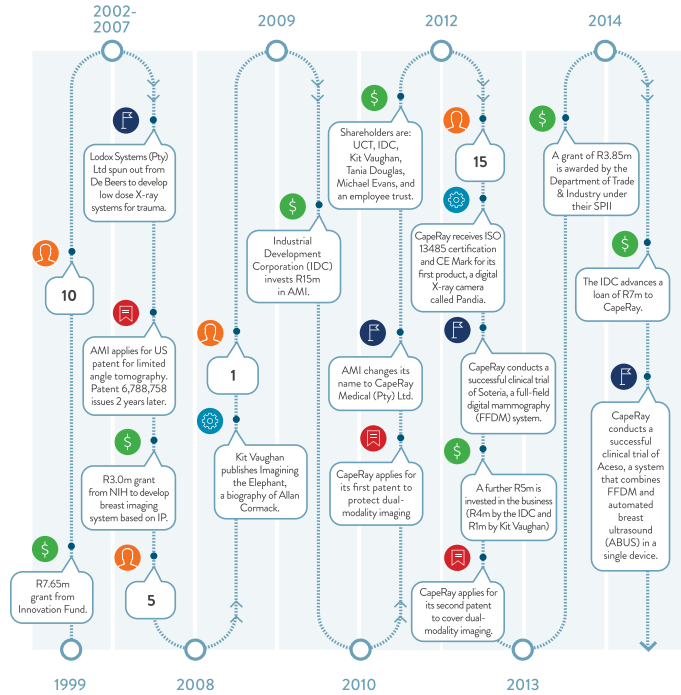 2002-
2007
2009
2012
2014
Lodox Systems (Pty)
Ltd spun out from
De Beers to develop
low dose X-ray
systems for trauma.
10
AMI applies for US
patent for limited
angle tomography.
Patent 6,788,758
issues 2 years later.
R3.0m grant
from NIH to develop
breast imaging
system based on IP.
R7.65m
grant from
Innovation Fund.
5
Industrial
Development
Corporation (IDC)
invests R15m
in AMI.
1
Kit Vaughan
publishes Imagining
the Elephant,
a biography of Allan
Cormack.
Shareholders are:
UCT, IDC,
Kit Vaughan,
Tania Douglas,
Michael Evans, and
an employee trust.
AMI changes its
name to CapeRay
Medical (Pty) Ltd.
CapeRay applies for
its first patent to
protect dual-
modality imaging
15
CapeRay receives ISO
13485 certification
and CE Mark for its
first product, a digital
X-ray camera
called Pandia.
CapeRay conducts a
successful clinical trial
of Soteria, a full-field
digital mammography
(FFDM) system.
A further R5m is
invested in the business
(R4m by the IDC and
R1m by Kit Vaughan)
CapeRay applies for
its second patent
to cover dual-
modality imaging.
A grant of R3.85m
is awarded by the
Department of Trade
& Industry under
their SPII
The IDC advances a
loan of R7m to
CapeRay.
CapeRay
conducts a
successful
clinical trial of
Aceso, a system
that combines
FFDM and
automated
breast
ultrasound
(ABUS) in a
single device.
1999
2008
2010
2013